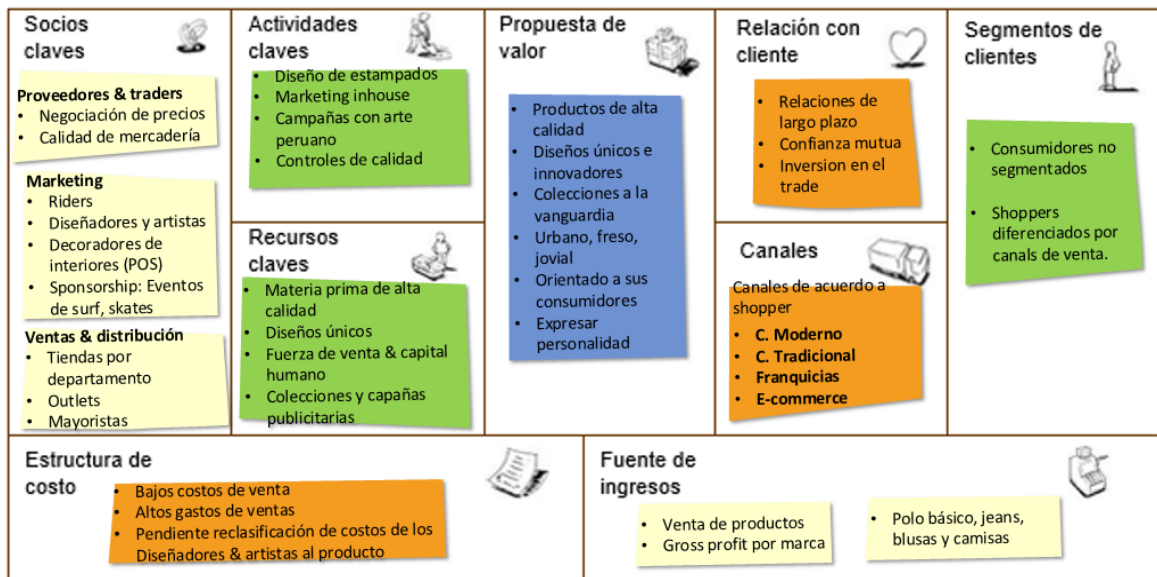 Socios
claves
Proveedores & traders
• Negociación de precios
• Calidad de mercadería
Marketing
• Riders
• Diseñadores y artistas
• Decoradores de
interiores (POS)
• Sponsorship: Eventos
de surf, skates
Ventas & distribución
• Tiendas por
departamento
• Outlets
• Mayoristas
Actividades
claves
• Diseño de estampados
• Marketing inhouse
• Campañas con arte
peruano
• Controles de calidad
Recursos
claves
• Materia prima de alta
calidad
• Diseños únicos
• Fuerza de venta & capital
humano
• Colecciones y capañas
publicitarias
Propuesta de
valor
• Productos de alta
calidad
• Diseños únicos e
innovadores
• Colecciones a la
vanguardia
• Urbano, freso,
jovial
• Orientado a sus
consumidores
• Expresar
personalidad
Relación con
cliente
• Relaciones de
largo plazo
• Confianza mutua
• Inversion en el
trade
Canales
Canales de acuerdo a
shopper
• C. Moderno
• C. Tradicional
• Franquicias
• E-commerce
Segmentos de
clientes
• Consumidores no
segmentados
• Shoppers
diferenciados por
canals de venta.
Estructura de
costo
• Bajos costos de venta
• Altos gastos de ventas
• Pendiente reclasificación de costos de los
Diseñadores & artistas al producto
Fuente de
ingresos
• Venta de productos
• Gross profit por marca
• Polo básico, jeans,
blusas y camisas